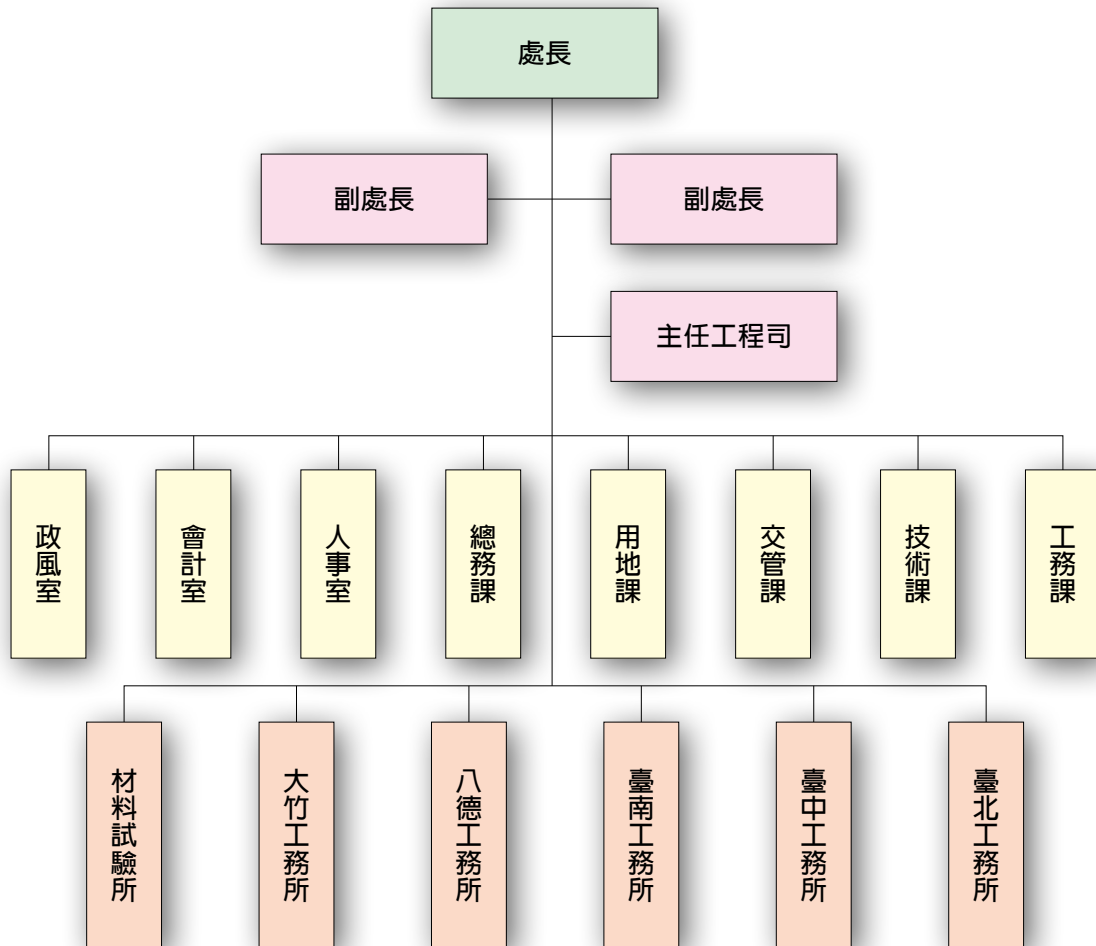 處長
副處長
副處長
主任工程司
政風室
會計室
人事室
總務課
用地課
交管課
技術課
工務課
材料試驗所
大竹工務所
八德工務所
臺南工務所
臺中工務所
臺北工務所